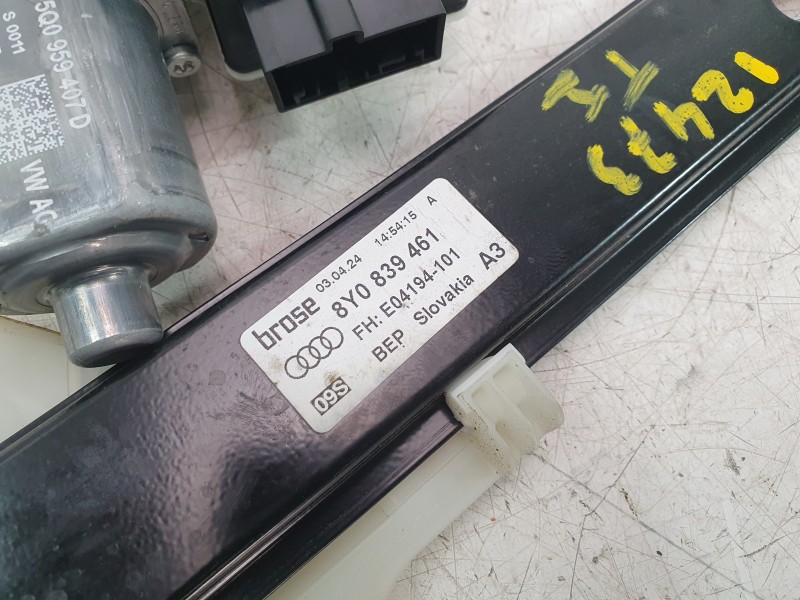 5Q0 959 407 D
S 0011
VW AG
brose
03.04.24 14:54:15 A
8Y0 839 461
FH: E04194-101
BEP Slovakia A3
09S
12473